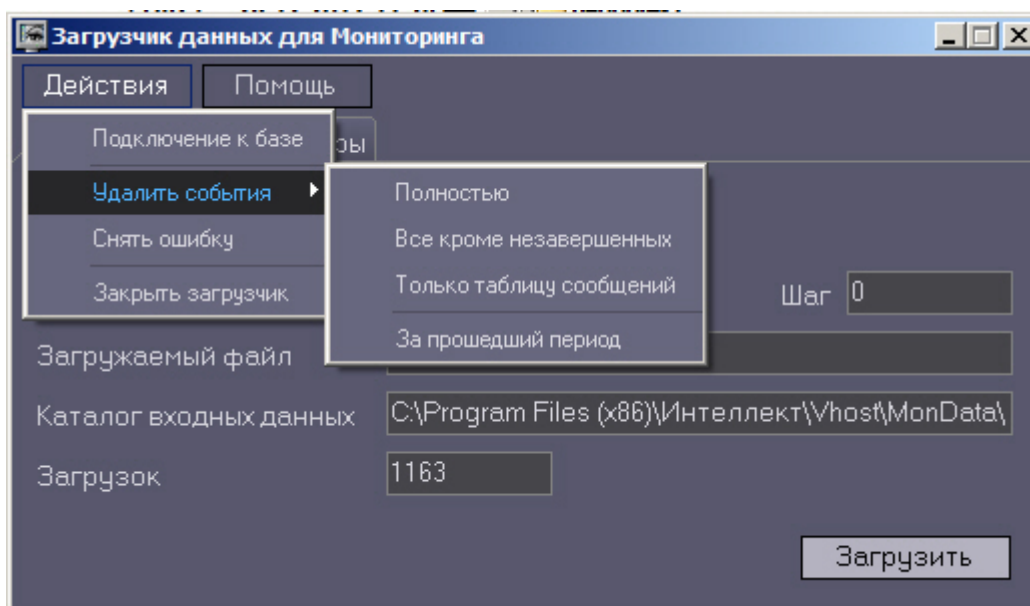 Загрузчик данных для Мониторинга
Действия Помощь
Подключение к базе
ры
Удалить события
Полностью
Снять ошибку
Все кроме незавершенных
Закрыть загрузчик
Только таблицу сообщений
Шаг 0
За прошедший период
Загружаемый файл
Каталог входных данных C:\Program Files (x86)\Интеллект\Vhost\MonData\
Загрузок 1163
Загрузить